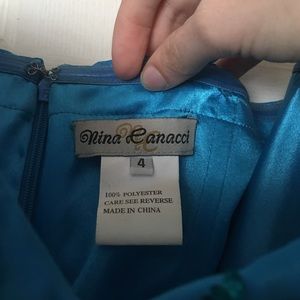 Nina Canacci
4
100% POLYESTER
CARE SEE REVERSE
MADE IN CHINA